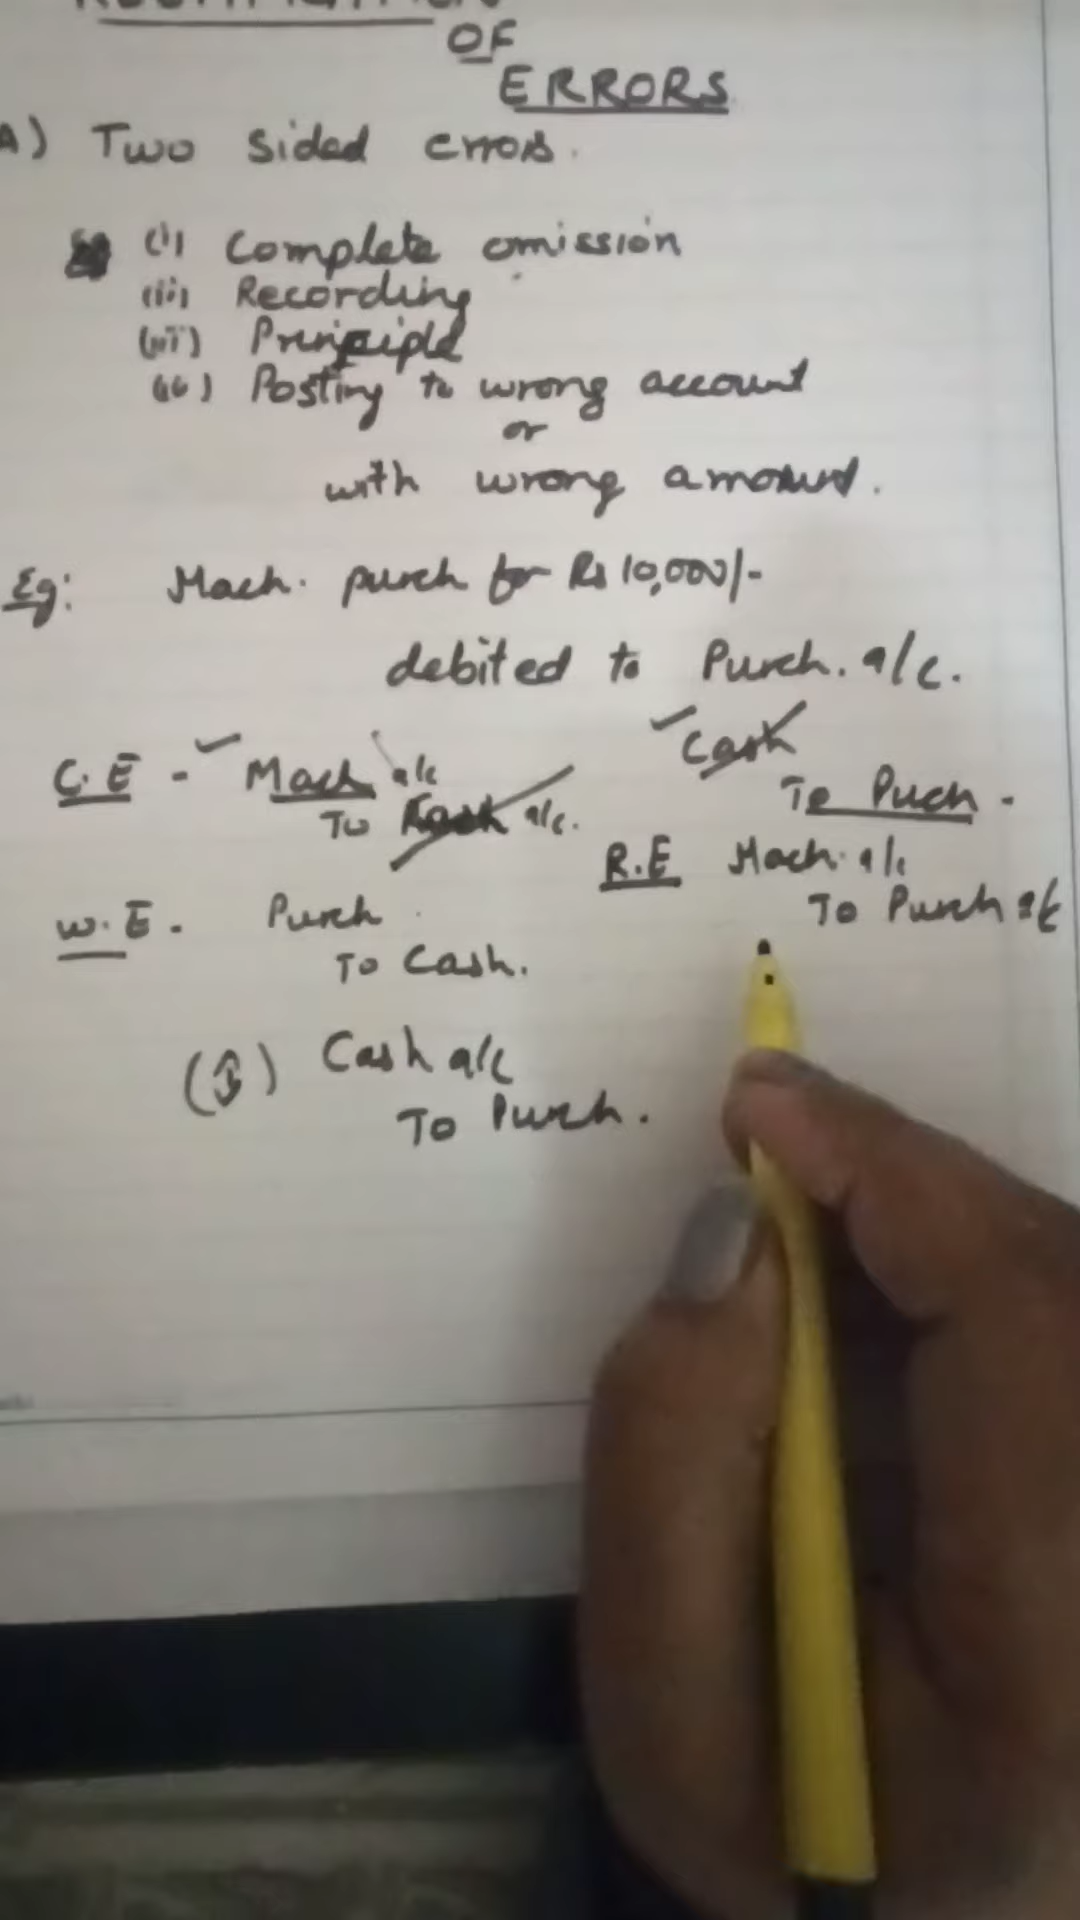 OF
ERRORS
A) Two sided errors.
(i) Complete omission
(ii) Recording
(iii) Principle
(iv) Posting to wrong account
or
with wrong amount.
Eg: Mach. purch for Rs 10,000/-
debited to Purch. a/c.
C.E - Mach a/c
To Cash a/c.
Cash
To Puch -
R.E Mach. a/c
To Purch a/c
W.E. Purch
To Cash.
Cash a/c
To Purch.